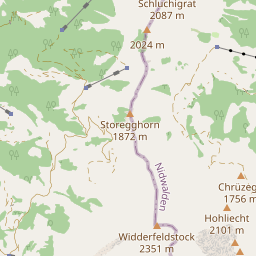 Schluchigrat
2087 m
2024 m
Storegghorn
1872 m
Nidwalden
Chrüzeg
1756 m
Hohliecht
2101 m
Widderfeldstock
2351 m